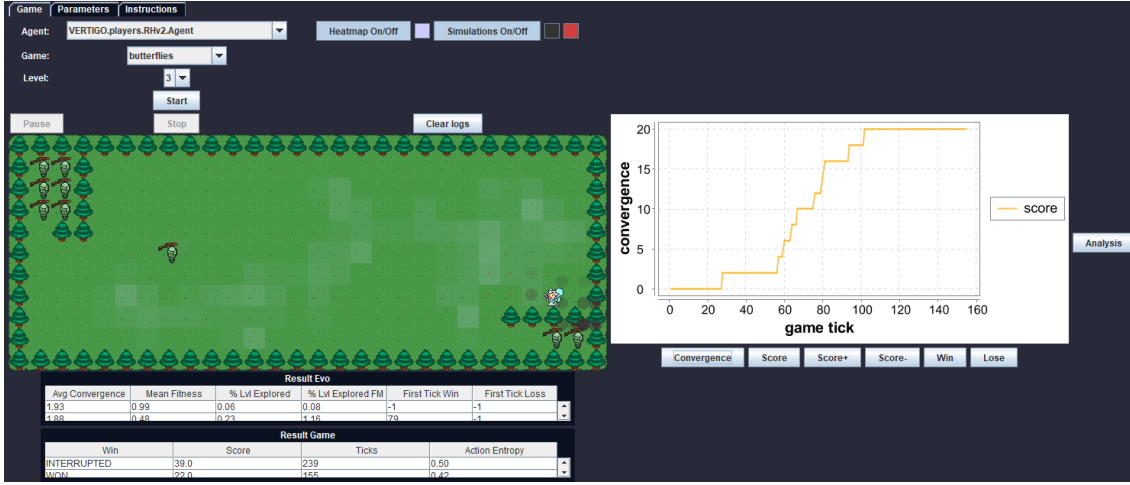 Game Parameters Instructions
Agent: VERTIGO.players.RHv2.Agent Heatmap On/Off Simulations On/Off
Game: butterflies
Level: 3
Start
Pause Stop Clear logs
20
15
10
5
0
convergence
0 20 40 60 80 100 120 140 160
game tick
score
Analysis
Convergence Score Score+ Score- Win Lose
Result Evo
Avg Convergence Mean Fitness % Lvl Explored % Lvl Explored FM First Tick Win First Tick Loss
1.93 0.99 0.06 0.08 -1 -1
1.88 0.48 0.23 1.16 79 -1
Result Game
Win Score Ticks Action Entropy
INTERRUPTED 39.0 239 0.50
WON 22.0 155 0.42